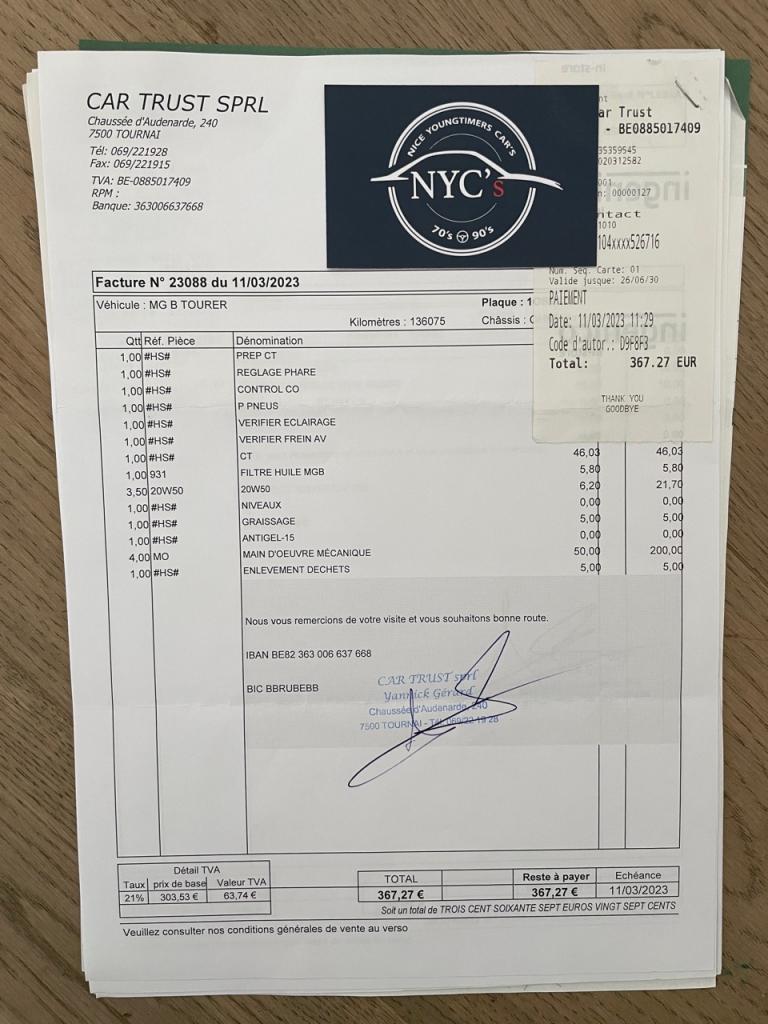 CAR TRUST SPRL
Chaussée d'Audenarde, 240
7500 TOURNAI
Tél: 069/221928
Fax: 069/221915
TVA: BE-0885017409
RPM :
Banque: 363006637668
NICE YOUNGTIMERS CAR'S
NYC's
70's 90's
in-store
nt
ar Trust
- BE0885017409
35359545
020312582
001
n: 00000127
ntact
1010
104xxxx526716
Num. Seq. Carte: 01
Valide jusque: 26/06/30
PAIEMENT
Date: 11/03/2023 11:29
Code d'autor.: D9F8F3
Total: 367.27 EUR
THANK YOU
GOODBYE
Facture N° 23088 du 11/03/2023
Véhicule : MG B TOURER
Plaque : 1
Kilomètres : 136075 Châssis :
Qtt Réf. Pièce Dénomination
1,00 #HS# PREP CT
1,00 #HS# REGLAGE PHARE
1,00 #HS# CONTROL CO
1,00 #HS# P PNEUS
1,00 #HS# VERIFIER ECLAIRAGE
1,00 #HS# VERIFIER FREIN AV
1,00 #HS# CT 46,03 46,03
1,00 931 FILTRE HUILE MGB 5,80 5,80
3,50 20W50 20W50 6,20 21,70
1,00 #HS# NIVEAUX 0,00 0,00
1,00 #HS# GRAISSAGE 5,00 5,00
1,00 #HS# ANTIGEL-15 0,00 0,00
4,00 MO MAIN D'OEUVRE MÉCANIQUE 50,00 200,00
1,00 #HS# ENLEVEMENT DECHETS 5,00 5,00
Nous vous remercions de votre visite et vous souhaitons bonne route.
IBAN BE82 363 006 637 668
BIC BBRUBEBB
CAR TRUST sprl
Yannick Gérard
Chaussée d'Audenarde, 240
7500 TOURNAI - Tél. 069/22 19 28
Détail TVA
Taux prix de base Valeur TVA
21% 303,53 € 63,74 €
TOTAL Reste à payer Echéance
367,27 € 367,27 € 11/03/2023
Soit un total de TROIS CENT SOIXANTE SEPT EUROS VINGT SEPT CENTS
Veuillez consulter nos conditions générales de vente au verso